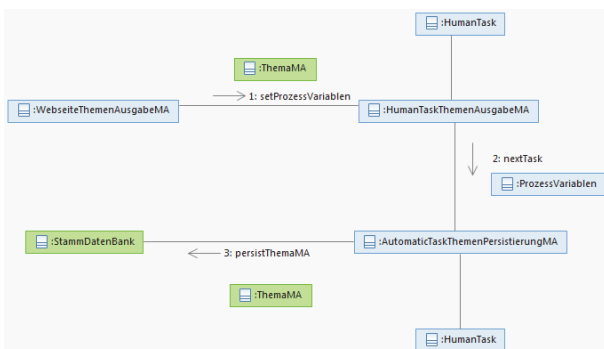 :HumanTask
:ThemaMA
1: setProzessVariablen
:WebseiteThemenAusgabeMA
:HumanTaskThemenAusgabeMA
2: nextTask
:ProzessVariablen
:StammDatenBank
:AutomaticTaskThemenPersistierungMA
3: persistThemaMA
:ThemaMA
:HumanTask